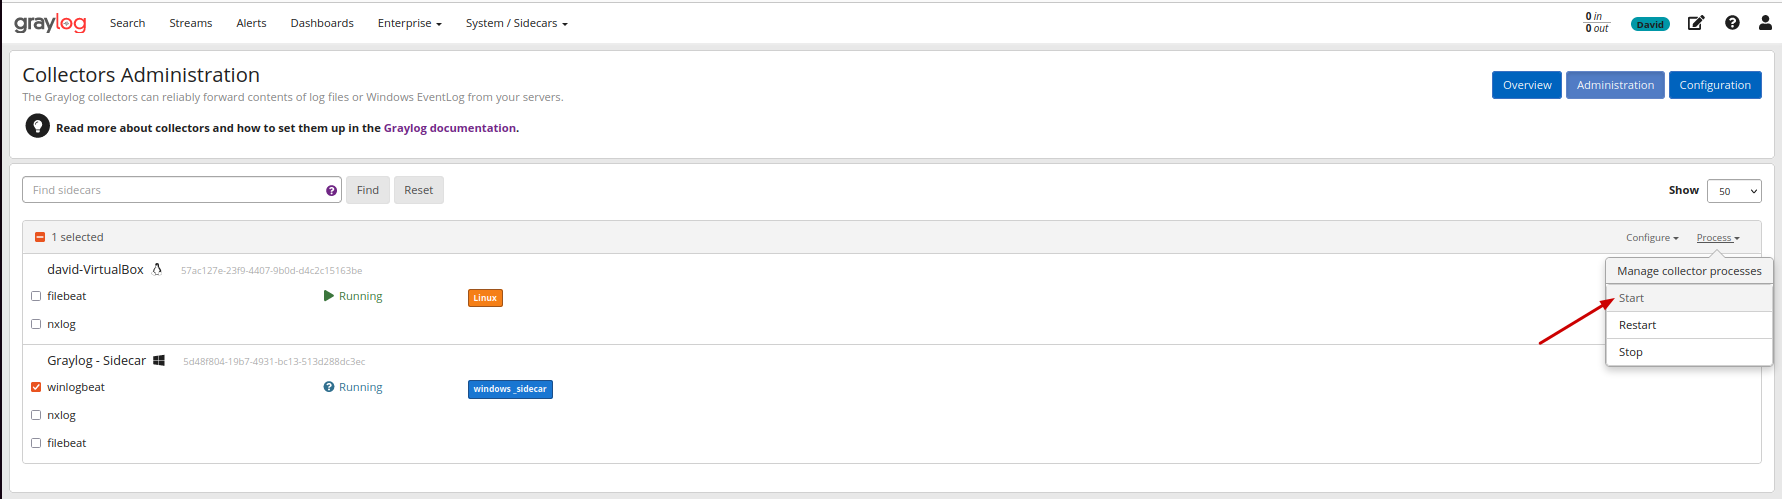 graylog Search Streams Alerts Dashboards Enterprise System / Sidecars 0 in David
0 out
Collectors Administration
Overview Administration Configuration
The Graylog collectors can reliably forward contents of log files or Windows EventLog from your servers.
Read more about collectors and how to set them up in the Graylog documentation.
Find sidecars Find Reset Show 50
1 selected Configure Process
david-VirtualBox 57ac127e-23f9-4407-9b0d-d4c2c15163be
Manage collector processes
filebeat Running Linux Start
nxlog Restart
Stop
Graylog - Sidecar 5d48f804-19b7-4931-bc13-513d288dc3ec
winlogbeat Running windows_sidecar
nxlog
filebeat